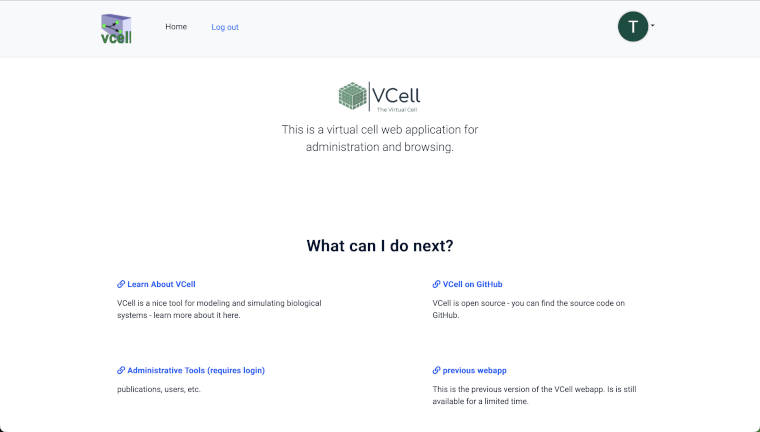 vcell
Home
Log out
T
VCell
The Virtual Cell
This is a virtual cell web application for
administration and browsing.
What can I do next?
Learn About VCell
VCell is a nice tool for modeling and simulating biological
systems - learn more about it here.
VCell on GitHub
VCell is open source - you can find the source code on
GitHub.
Administrative Tools (requires login)
publications, users, etc.
previous webapp
This is the previous version of the VCell webapp. Is is still
available for a limited time.